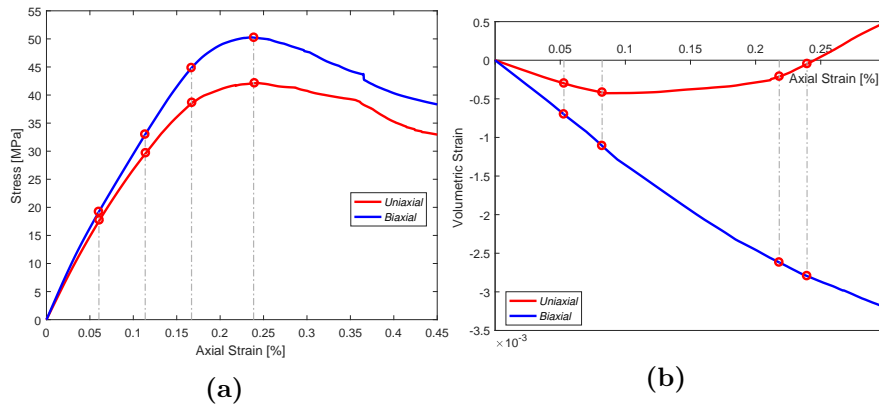 55
50
45
40
35
30
25
20
15
10
5
0
Stress [MPa]
0 0.05 0.1 0.15 0.2 0.25 0.3 0.35 0.4 0.45
Axial Strain [%]
Uniaxial
Biaxial
(a)
0.5
0
-0.5
-1
-1.5
-2
-2.5
-3
-3.5
Volumetric Strain
0.05 0.1 0.2 0.25
Axial Strain [%]
Uniaxial
Biaxial
×10-3
(b)